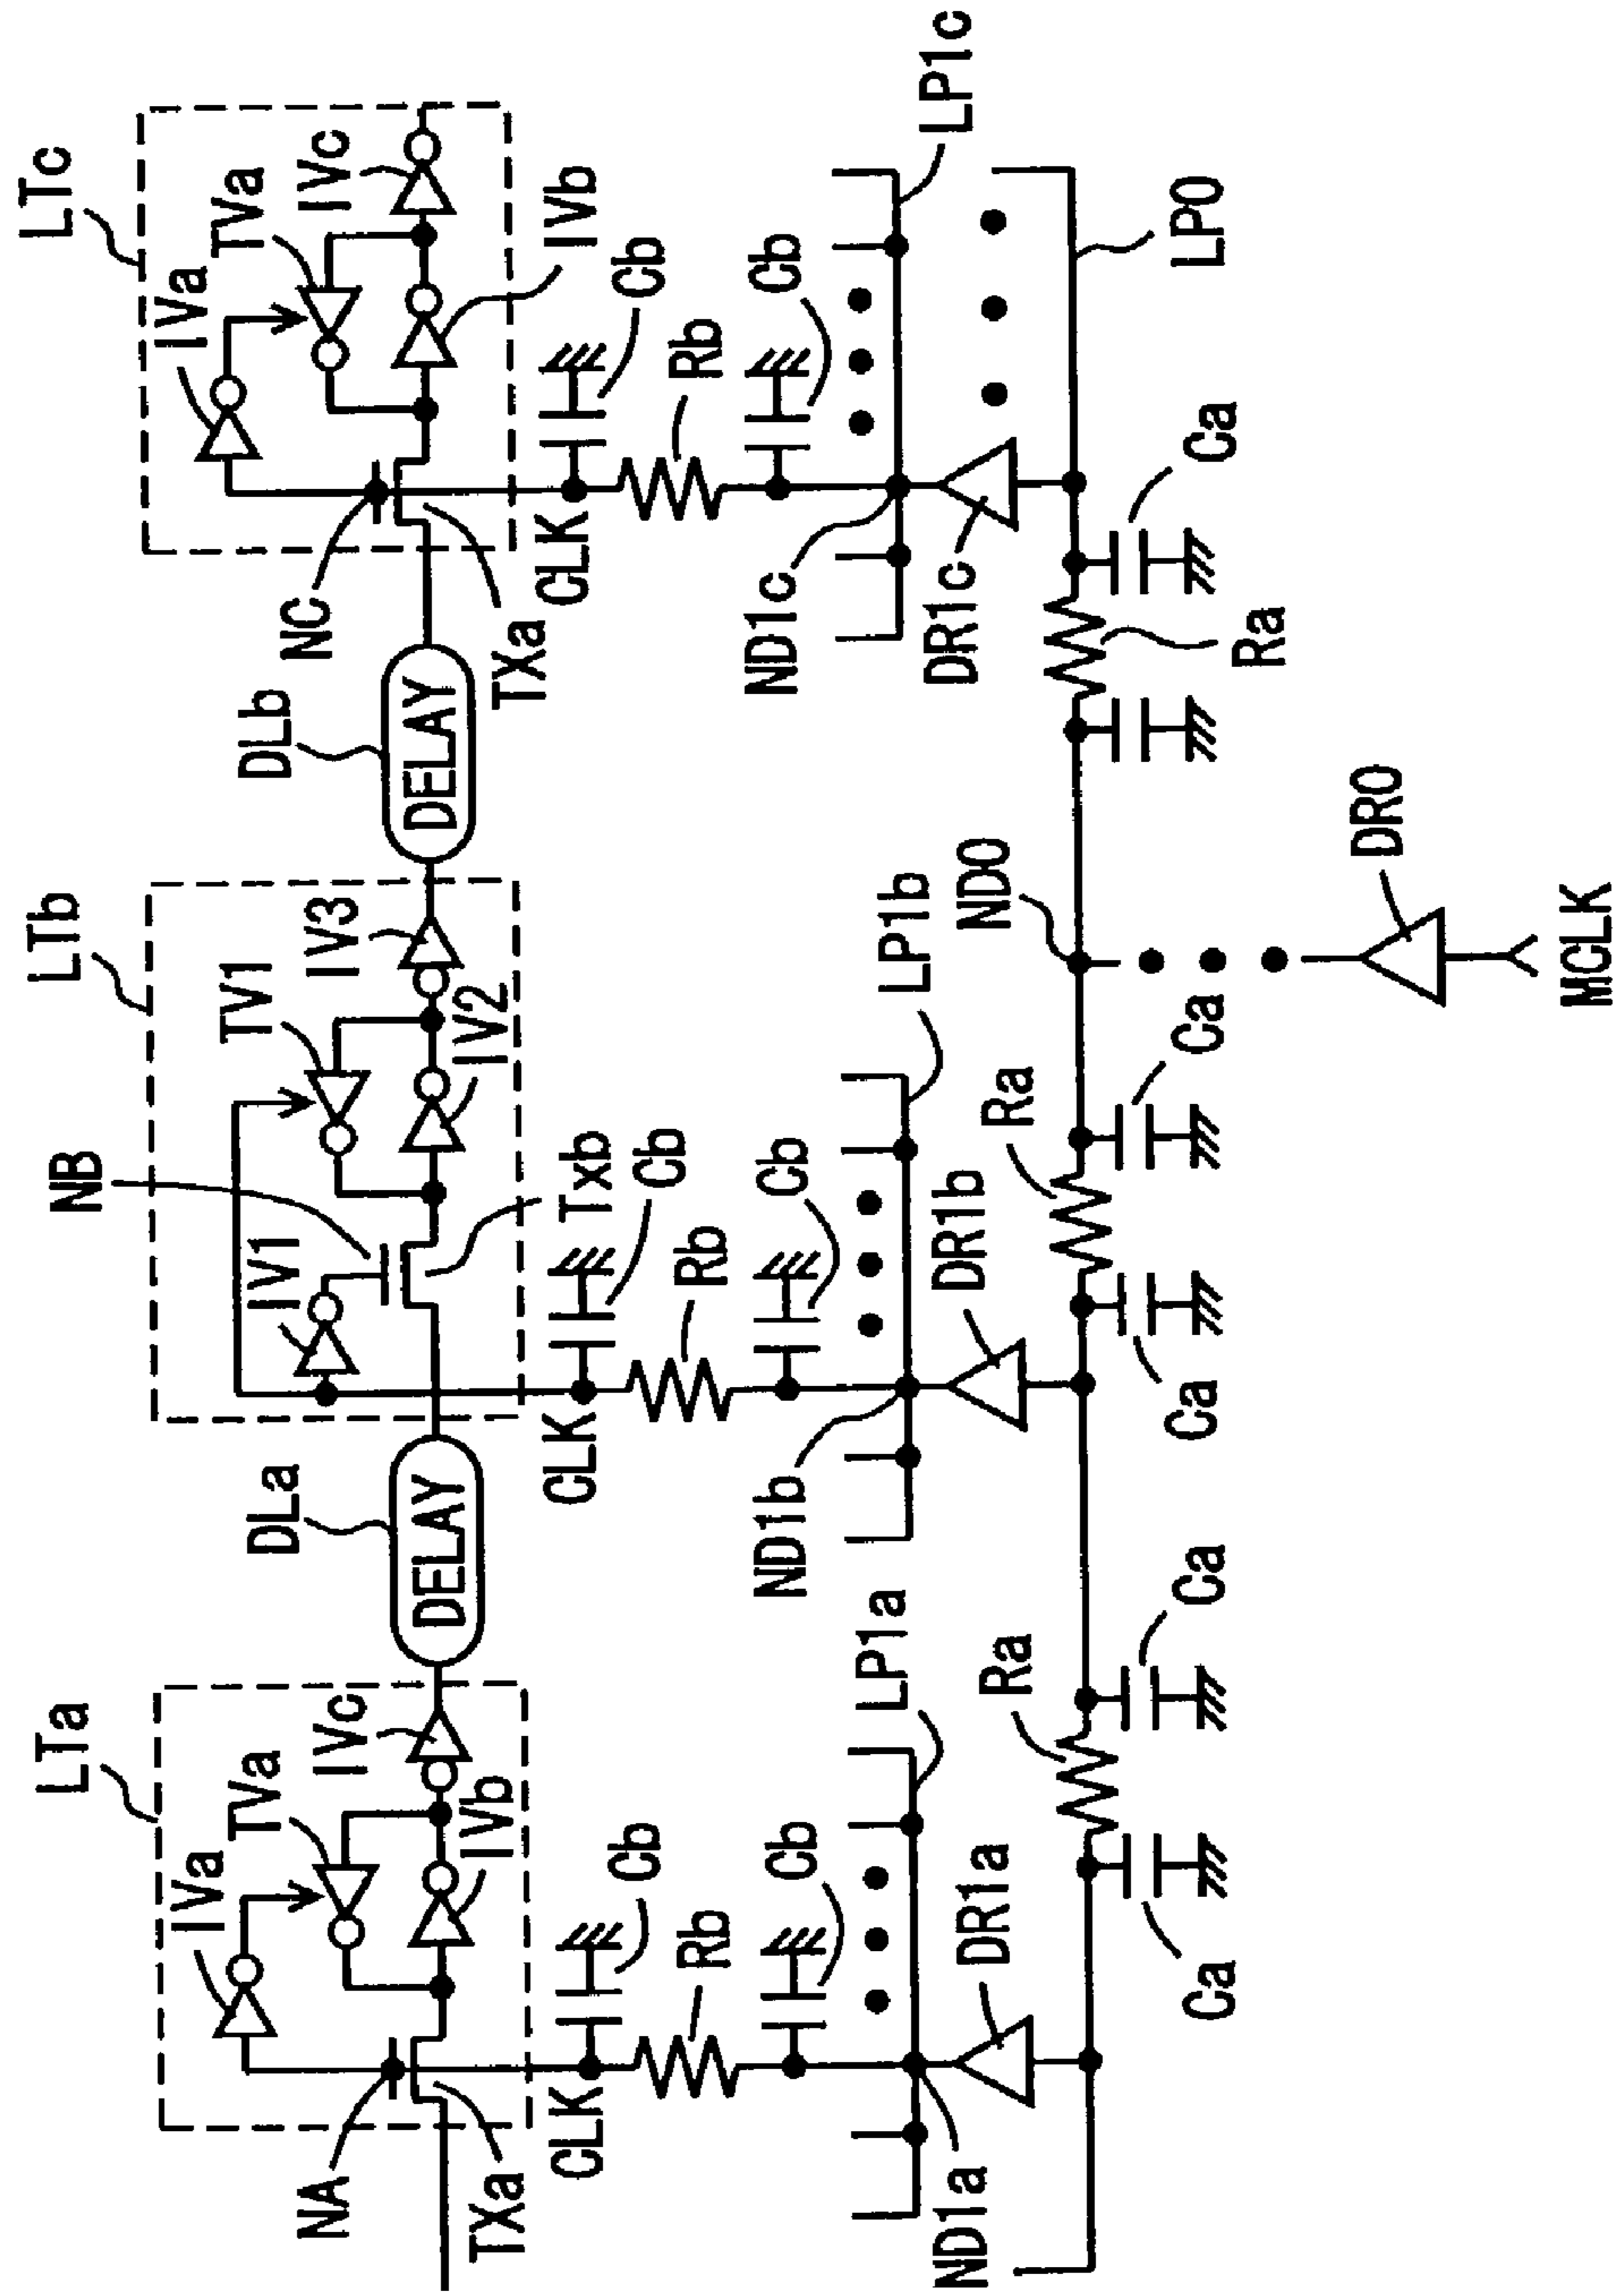 LTa
LTb
LTc
NB
IVa
TVa
IVc
IVb
NA
TXa
DLa
DELAY
IV1
TV1
IV3
IV2
Txb
DLb
DELAY
NC
IVa
TVa
IVc
IVb
TXa
CLK
Cb
Rb
Cb
CLK
Cb
Rb
Cb
CLK
Cb
Rb
Cb
ND1a
DR1a
LP1a
ND1b
DR1b
LP1b
ND1c
DR1c
LP1c
Ca
Ra
Ca
Ca
Ra
Ca
ND0
Ra
Ca
LP0
DR0
MCLK